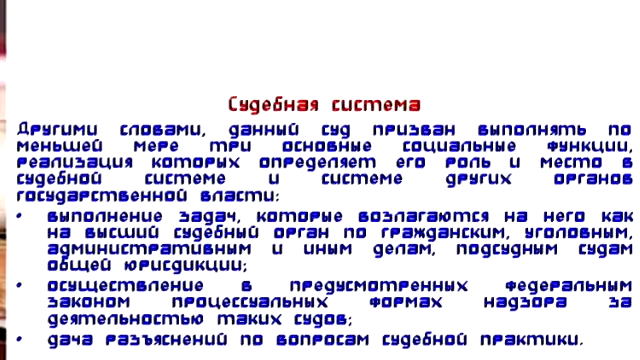 Судебная система
Другими словами, данный суд призван выполнять по
меньшей мере три основные социальные функции,
реализация которых определяет его роль и место в
судебной системе и системе других органов
государственной власти:
• выполнение задач, которые возлагаются на него как
на высший судебный орган по гражданским, уголовным,
административным и иным делам, подсудным судам
общей юрисдикции;
• осуществление в предусмотренных федеральным
законом процессуальных формах надзора за
деятельностью таких судов;
• дача разъяснений по вопросам судебной практики.